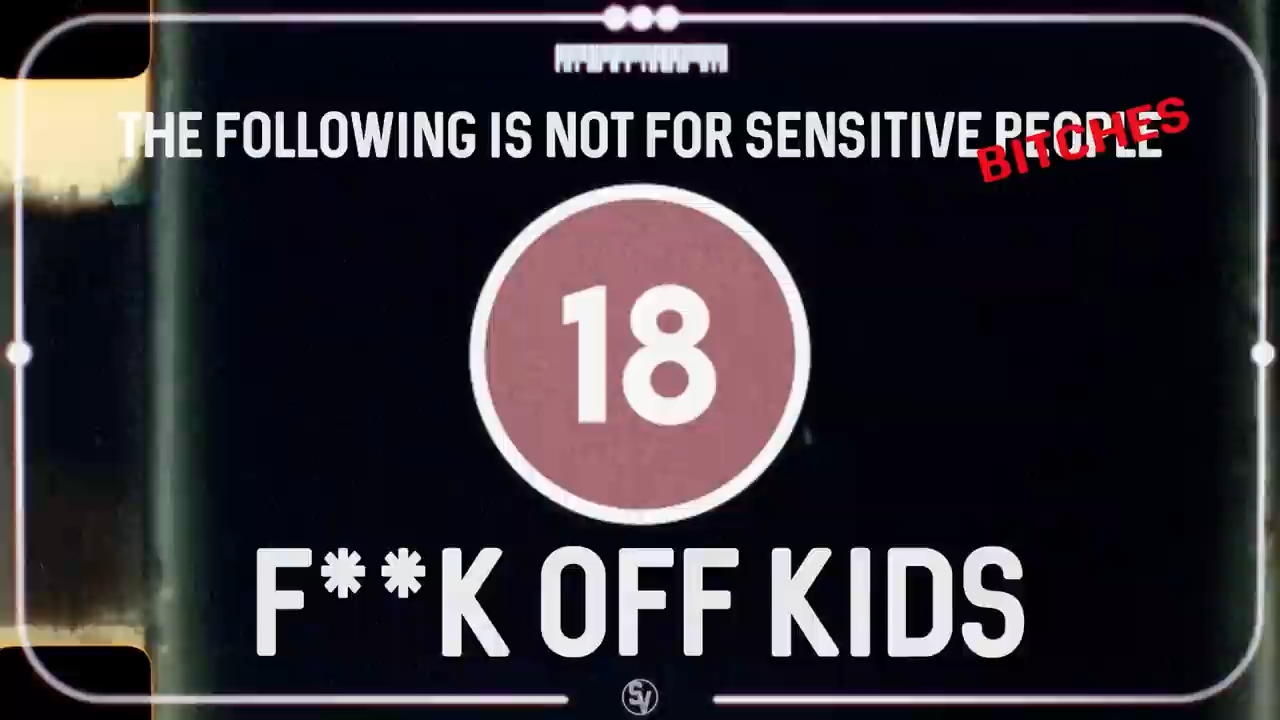 THE FOLLOWING IS NOT FOR SENSITIVE PEOPLE
BITCHES
18
F**K OFF KIDS
SV